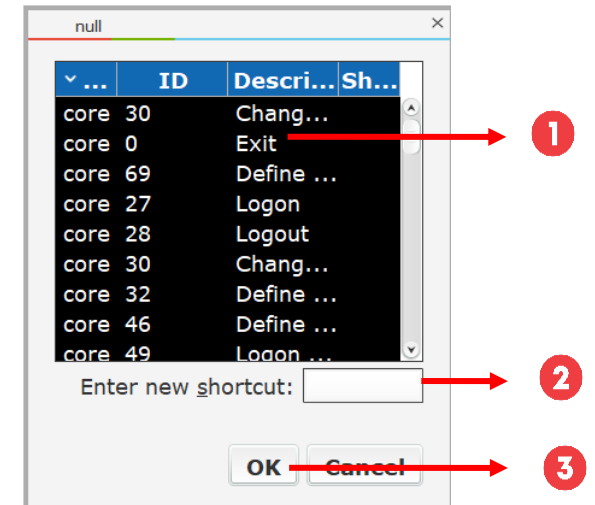 null ×
... ID Descri... Sh...
core 30 Chang...
core 0 Exit
1
core 69 Define ...
core 27 Logon
core 28 Logout
core 30 Chang...
core 32 Define ...
core 46 Define ...
core 49 Logon ...
Enter new shortcut:
2
OK Cancel
3